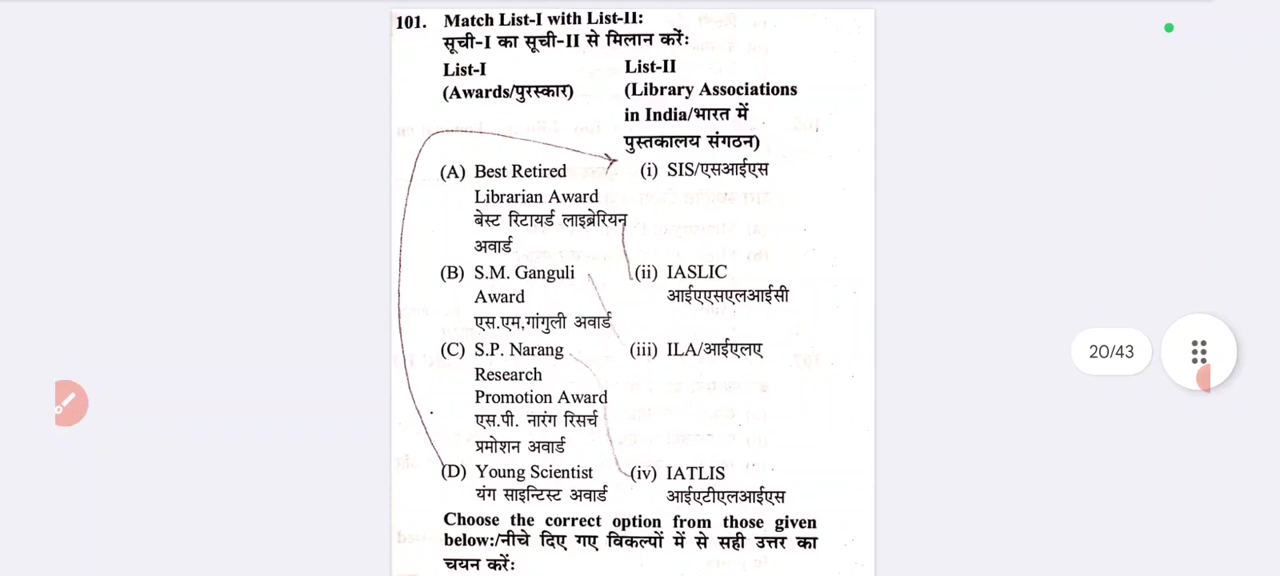 101. Match List-I with List-II:
सूची-I का सूची-II से मिलान करें:
List-I List-II
(Awards/पुरस्कार) (Library Associations
in India/भारत में
पुस्तकालय संगठन)
(A) Best Retired (i) SIS/एसआईएस
Librarian Award
बेस्ट रिटायर्ड लाइब्रेरियन
अवार्ड
(B) S.M. Ganguli (ii) IASLIC
Award आईएएसएलआईसी
एस.एम,गांगुली अवार्ड
(C) S.P. Narang (iii) ILA/आईएलए
Research
Promotion Award
एस.पी. नारंग रिसर्च
प्रमोशन अवार्ड
(D) Young Scientist (iv) IATLIS
यंग साइन्टिस्ट अवार्ड आईएटीएलआईएस
Choose the correct option from those given
below:/नीचे दिए गए विकल्पों में से सही उत्तर का
चयन करें:
20/43